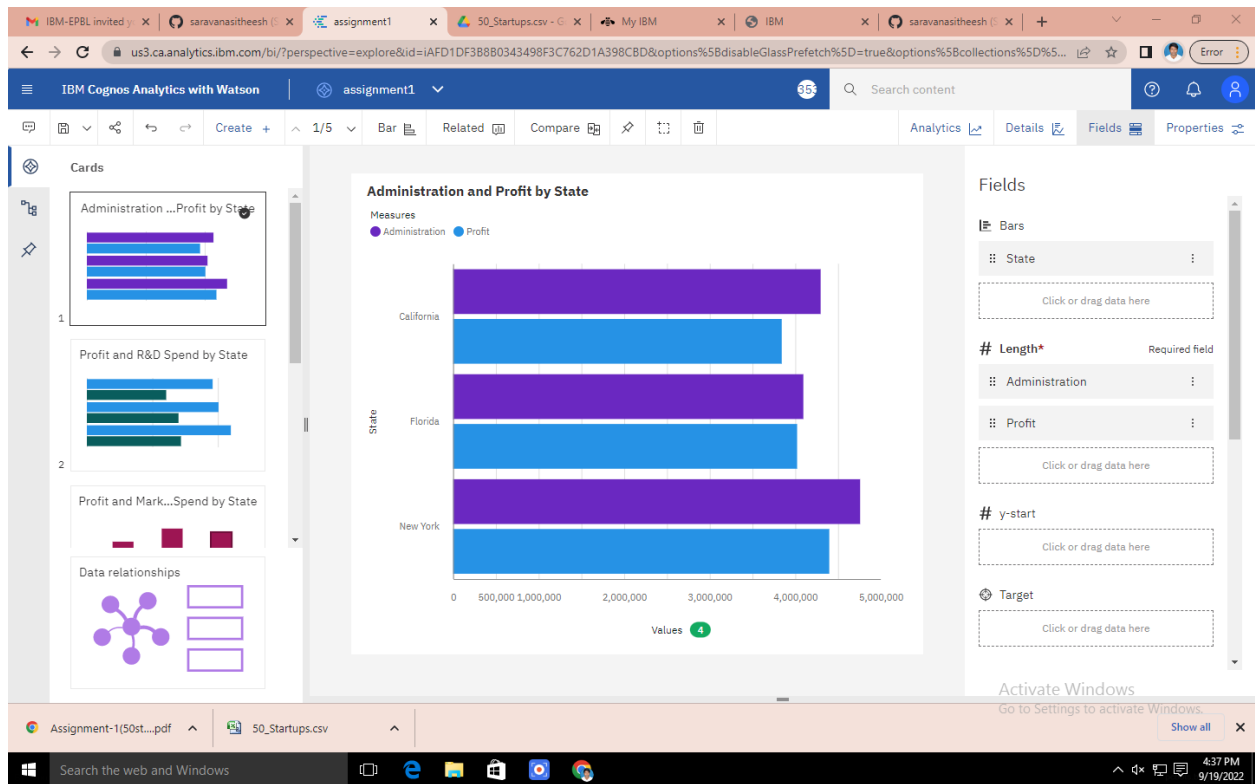 IBM-EPBL invited y
saravanasitheesh (S
assignment1
50_Startups.csv - G
My IBM
IBM
saravanasitheesh (S
us3.ca.analytics.ibm.com/bi/?perspective=explore&id=iAFD1DF3B8B0343498F3C762D1A398CBD&options%5BdisableGlassPrefetch%5D=true&options%5Bcollections%5D%5...
Error
IBM Cognos Analytics with Watson
assignment1
353
Search content
1/5
Create +
Bar
Related
Compare
Analytics
Details
Fields
Properties
Cards
Administration ...Profit by State
1
Profit and R&D Spend by State
2
Profit and Mark...Spend by State
Data relationships
Administration and Profit by State
Measures
Administration Profit
State
California
Florida
New York
0 500,000 1,000,000 2,000,000 3,000,000 4,000,000 5,000,000
Values 4
Fields
Bars
State
Click or drag data here
# Length* Required field
Administration
Profit
Click or drag data here
# y-start
Click or drag data here
Target
Click or drag data here
Activate Windows
Go to Settings to activate Windows.
Assignment-1(50st....pdf
50_Startups.csv
Show all
Search the web and Windows
4:37 PM
9/19/2022